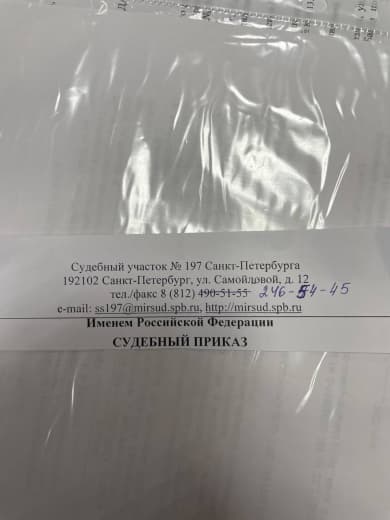 Судебный участок № 197 Санкт-Петербурга
192102 Санкт-Петербург, ул. Самойловой, д. 12
тел./факс 8 (812) 490-51-55 246-54-45
e-mail: ss197@mirsud.spb.ru, http://mirsud.spb.ru
Именем Российской Федерации
СУДЕБНЫЙ ПРИКАЗ